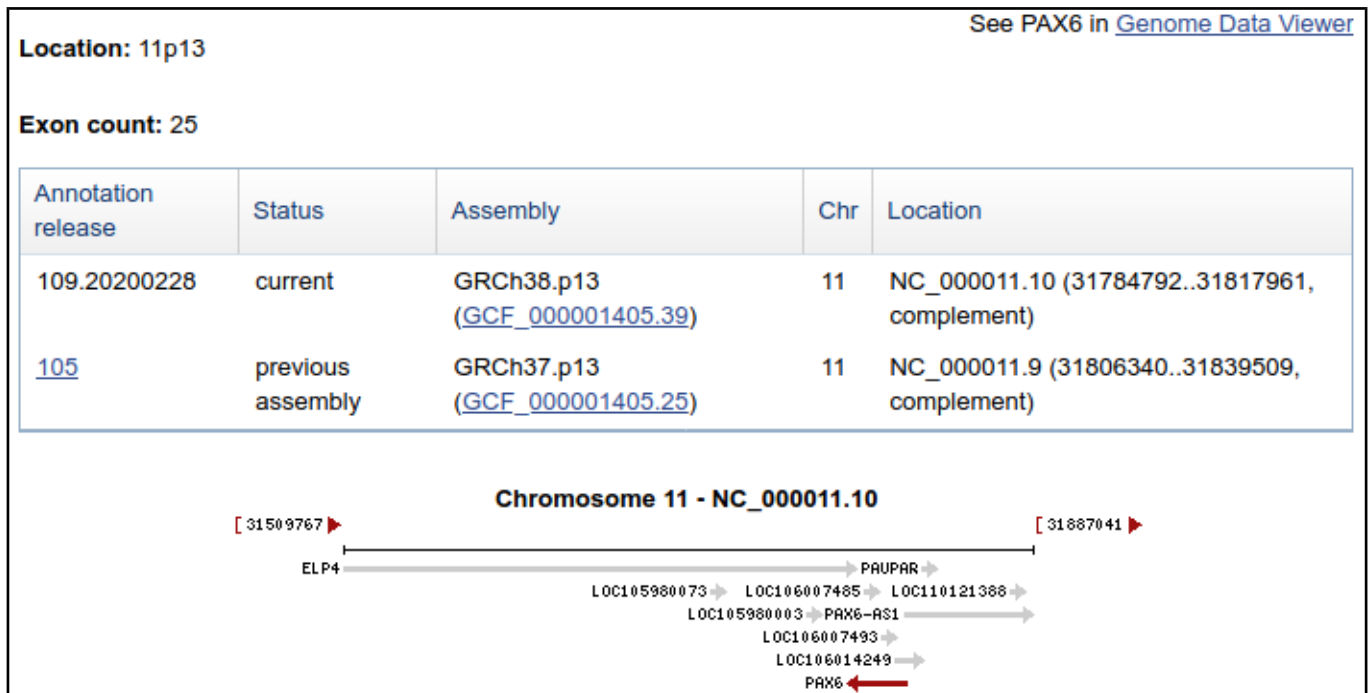 See PAX6 in Genome Data Viewer
Location: 11p13
Exon count: 25
Annotation release Status Assembly Chr Location
109.20200228 current GRCh38.p13 11 NC_000011.10 (31784792..31817961,
(GCF_000001405.39) complement)
105 previous GRCh37.p13 11 NC_000011.9 (31806340..31839509,
assembly (GCF_000001405.25) complement)
Chromosome 11 - NC_000011.10
[ 31509767 [ 31887041
ELP4 PAUPAR
LOC105980073 LOC106007485 LOC110121388
LOC105980003 PAX6-AS1
LOC106007493
LOC106014249
PAX6